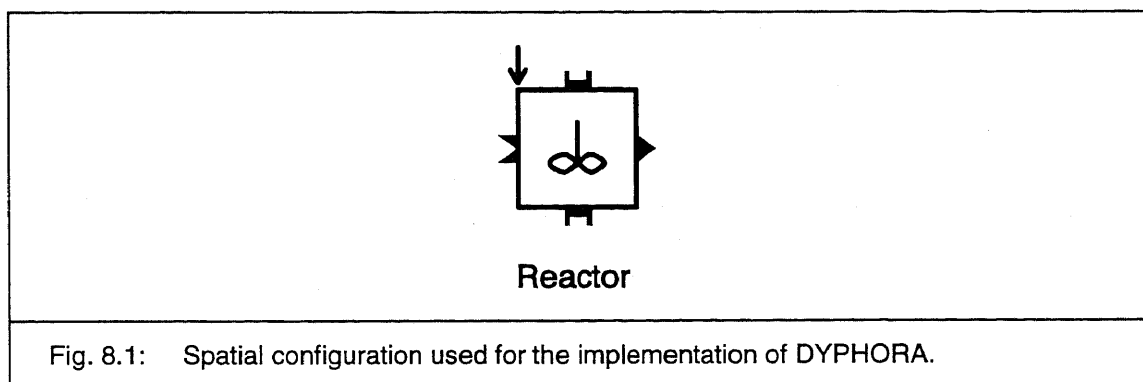 Reactor
Fig. 8.1: Spatial configuration used for the implementation of DYPHORA.